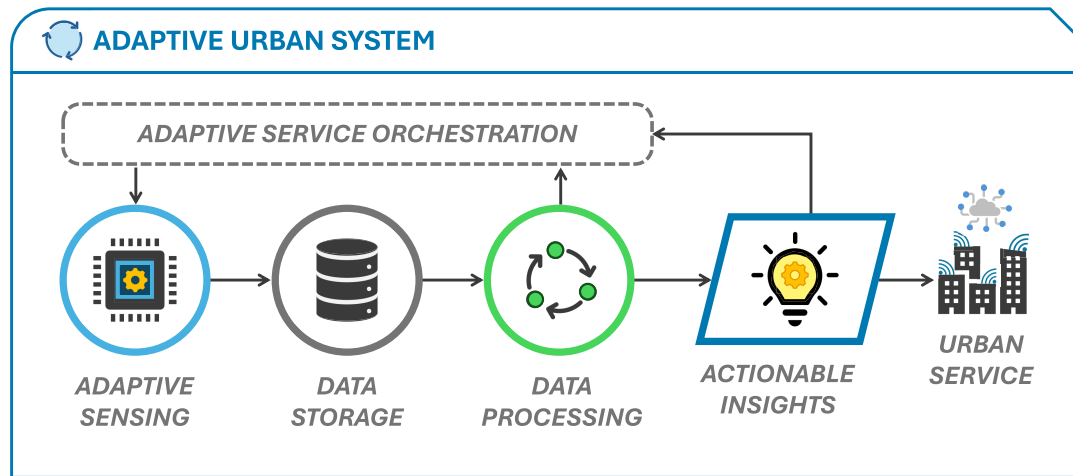 ADAPTIVE URBAN SYSTEM
ADAPTIVE SERVICE ORCHESTRATION
ADAPTIVE
SENSING
DATA
STORAGE
DATA
PROCESSING
ACTIONABLE
INSIGHTS
URBAN
SERVICE